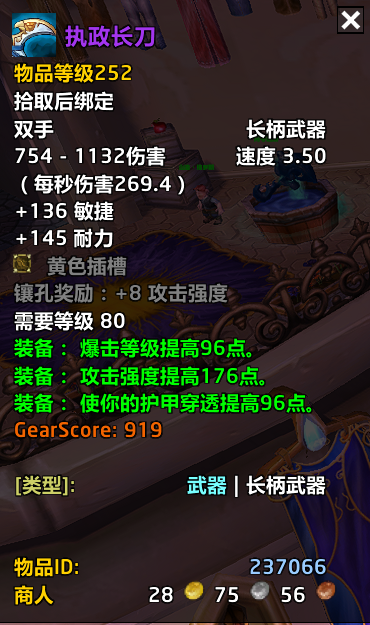 执政长刀
物品等级252
拾取后绑定
双手 长柄武器
754 - 1132伤害 速度 3.50
（每秒伤害269.4）
+136 敏捷
+145 耐力
黄色插槽
镶孔奖励：+8 攻击强度
需要等级 80
装备： 爆击等级提高96点。
装备： 攻击强度提高176点。
装备： 使你的护甲穿透提高96点。
GearScore: 919
[类型]: 武器 | 长柄武器
物品ID: 237066
商人 28 75 56